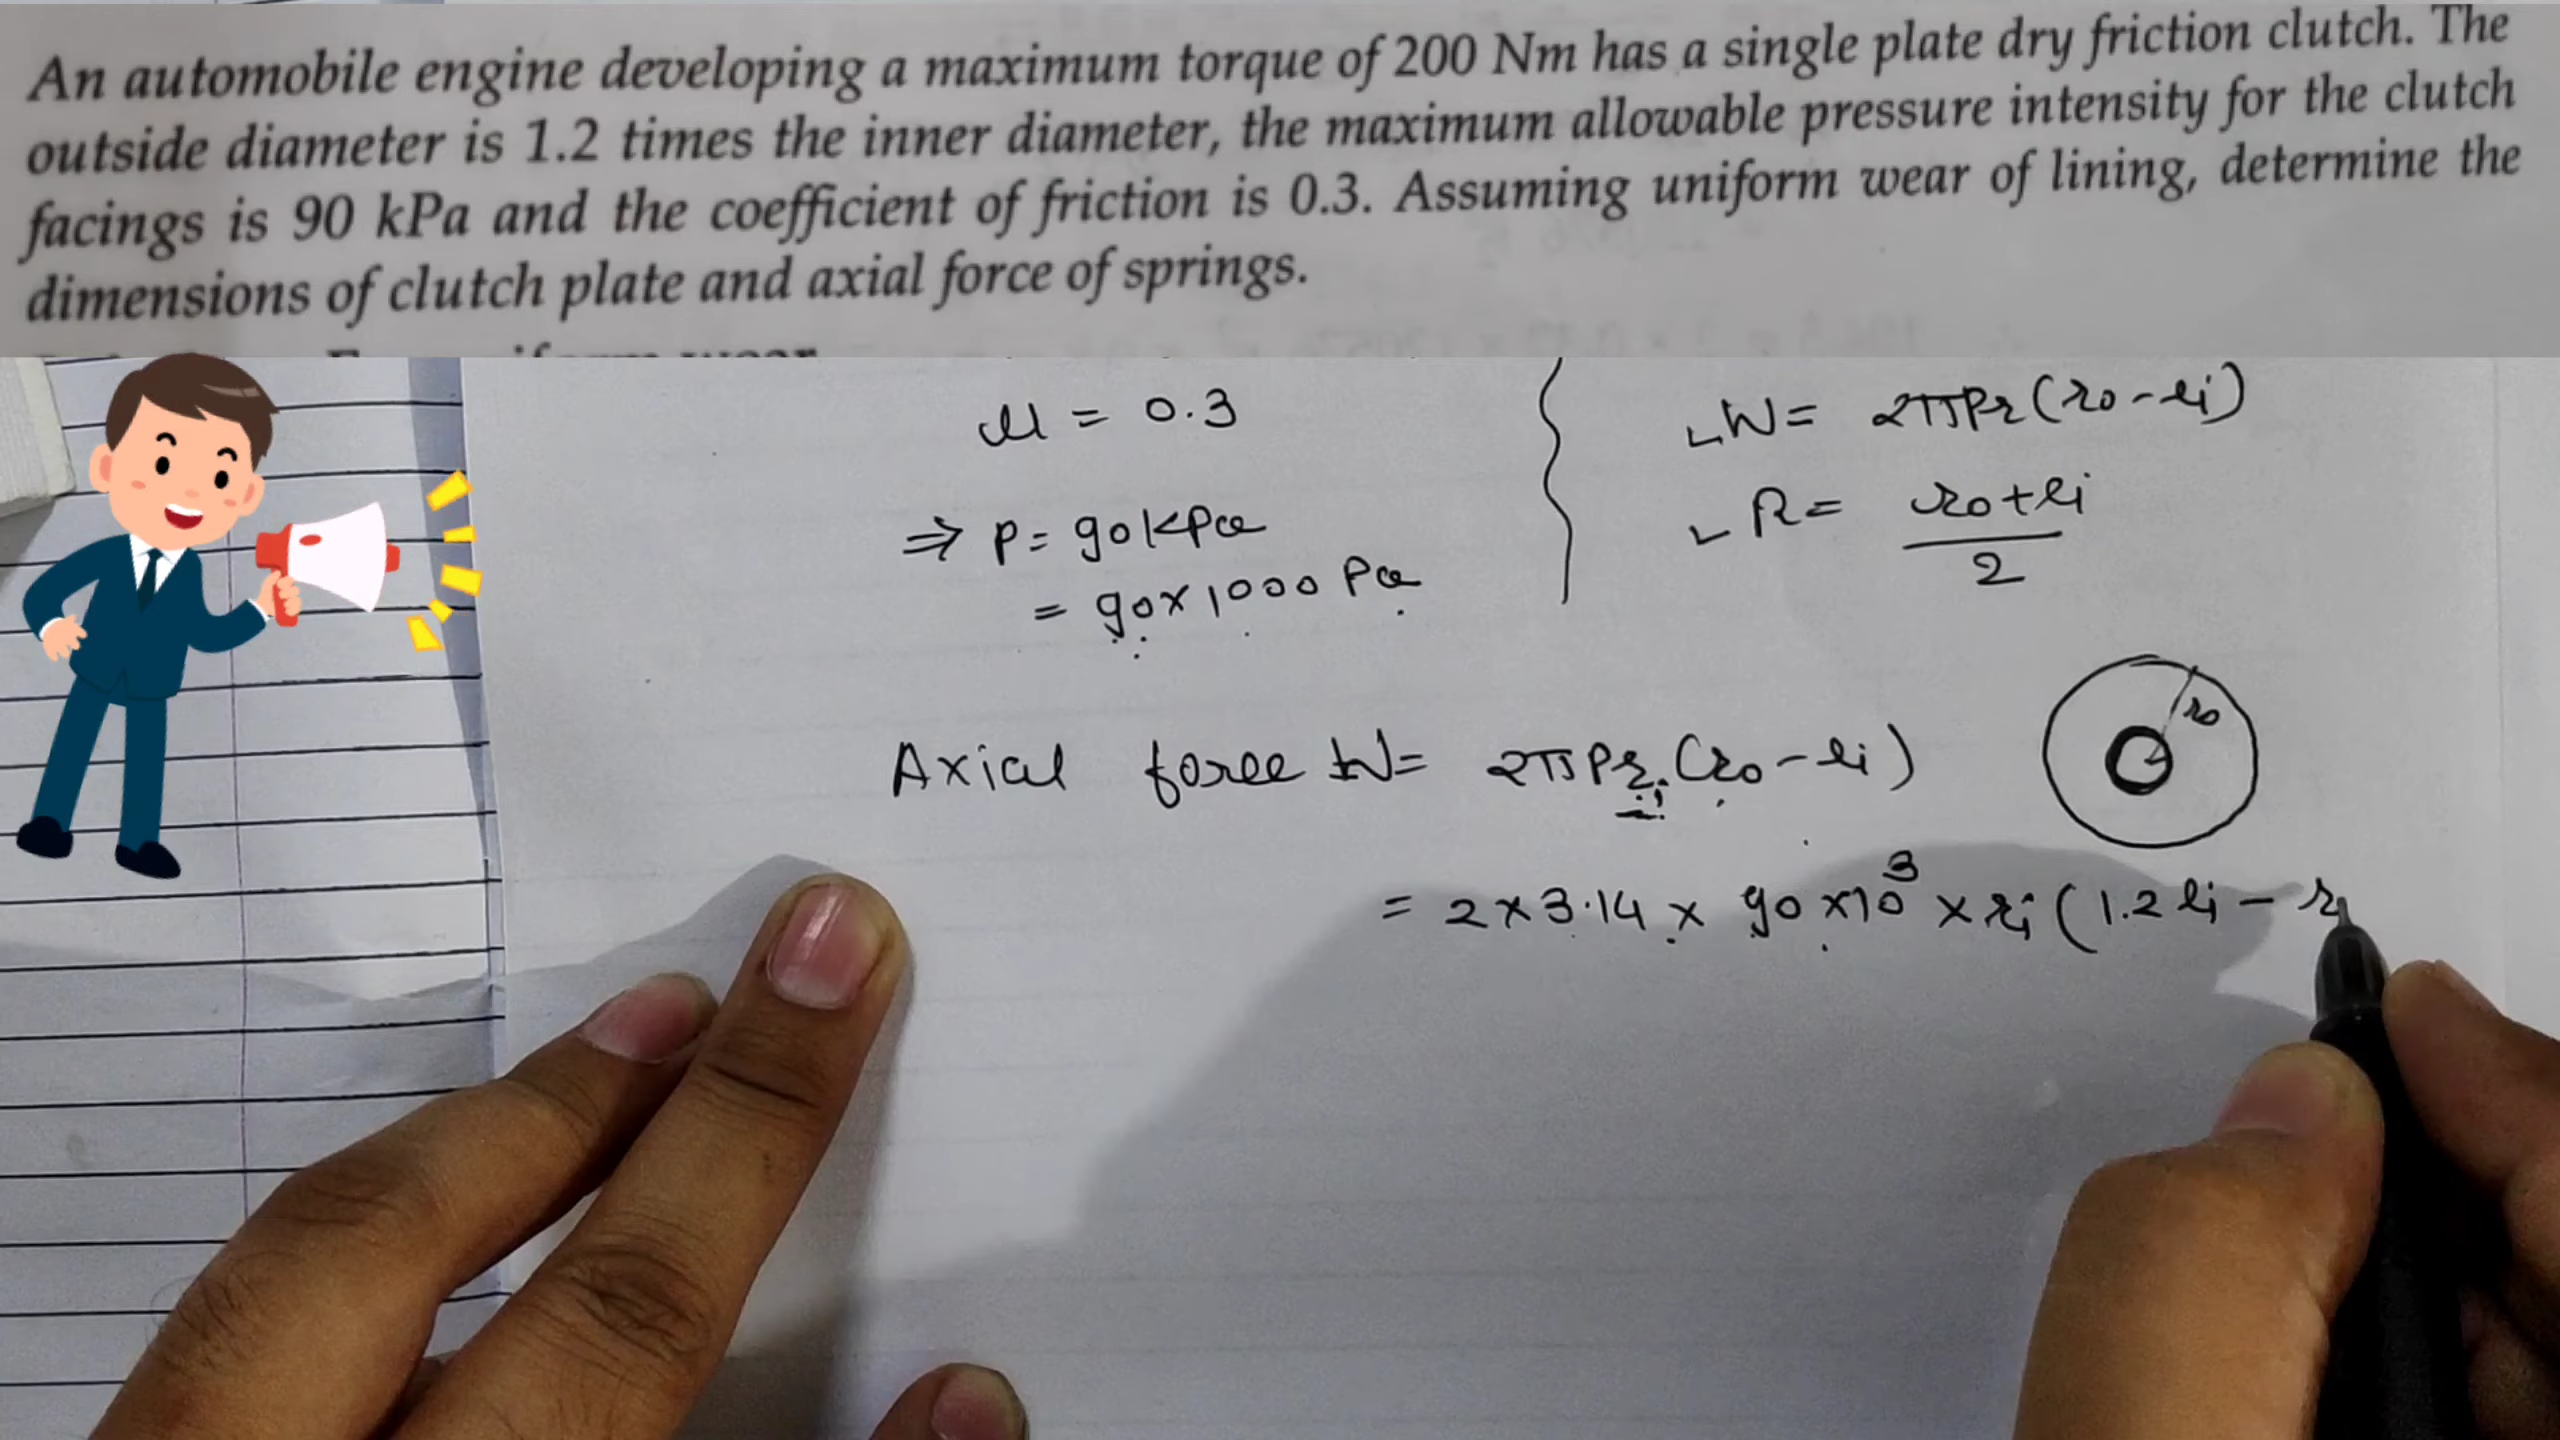 An automobile engine developing a maximum torque of 200 Nm has a single plate dry friction clutch. The
outside diameter is 1.2 times the inner diameter, the maximum allowable pressure intensity for the clutch
facings is 90 kPa and the coefficient of friction is 0.3. Assuming uniform wear of lining, determine the
dimensions of clutch plate and axial force of springs.
μ = 0.3
⇒ P = 90 kPa
= 90 × 1000 Pa
W = 2πPr(ro - ri)
R = (ro + ri)/2
ro
Axial force W = 2πPri(ro - ri)
= 2 × 3.14 × 90 × 10³ × ri (1.2 ri - r